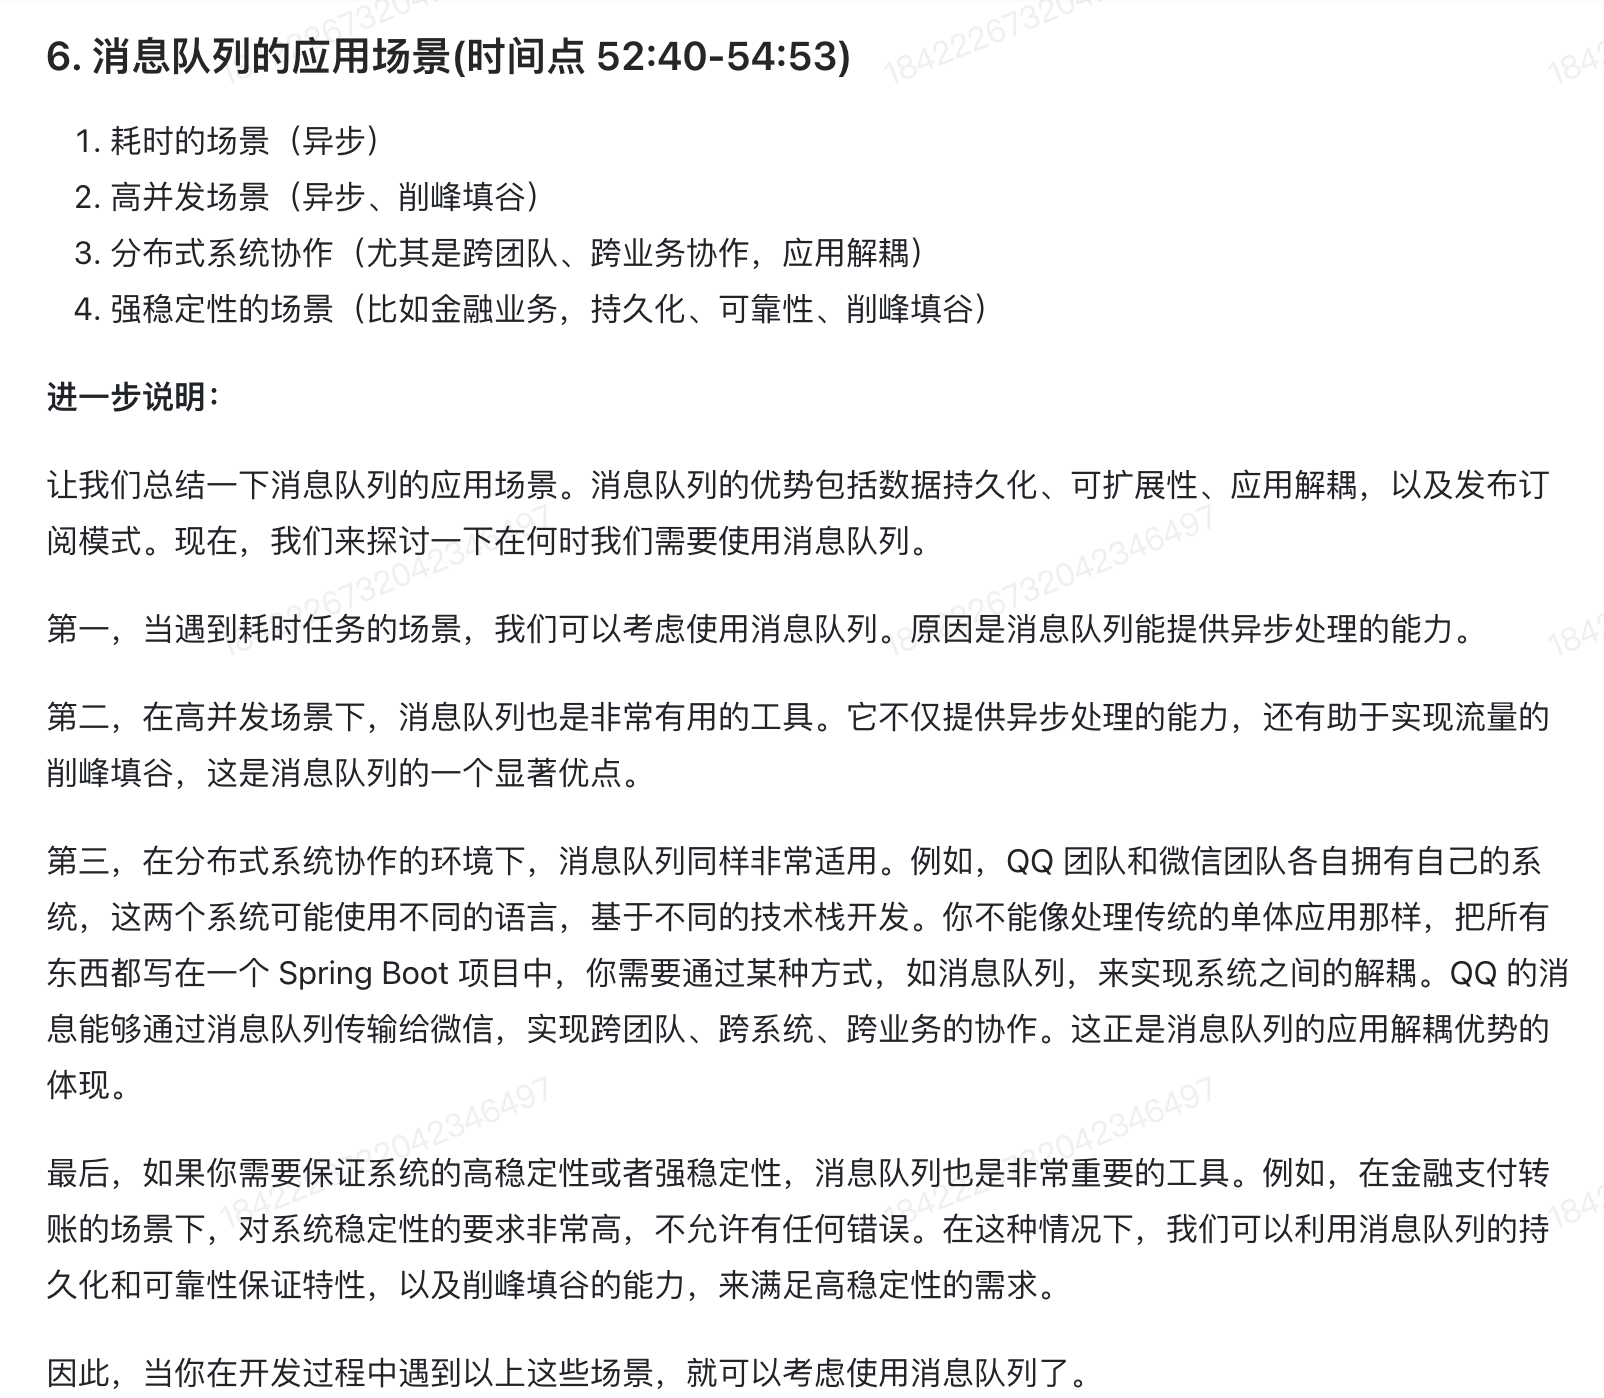 6. 消息队列的应用场景(时间点 52:40-54:53)
1. 耗时的场景（异步）
2. 高并发场景（异步、削峰填谷）
3. 分布式系统协作（尤其是跨团队、跨业务协作，应用解耦）
4. 强稳定性的场景（比如金融业务，持久化、可靠性、削峰填谷）
进一步说明：
让我们总结一下消息队列的应用场景。消息队列的优势包括数据持久化、可扩展性、应用解耦，以及发布订
阅模式。现在，我们来探讨一下在何时我们需要使用消息队列。
第一，当遇到耗时任务的场景，我们可以考虑使用消息队列。原因是消息队列能提供异步处理的能力。
第二，在高并发场景下，消息队列也是非常有用的工具。它不仅提供异步处理的能力，还有助于实现流量的
削峰填谷，这是消息队列的一个显著优点。
第三，在分布式系统协作的环境下，消息队列同样非常适用。例如，QQ 团队和微信团队各自拥有自己的系
统，这两个系统可能使用不同的语言，基于不同的技术栈开发。你不能像处理传统的单体应用那样，把所有
东西都写在一个 Spring Boot 项目中，你需要通过某种方式，如消息队列，来实现系统之间的解耦。QQ 的消
息能够通过消息队列传输给微信，实现跨团队、跨系统、跨业务的协作。这正是消息队列的应用解耦优势的
体现。
最后，如果你需要保证系统的高稳定性或者强稳定性，消息队列也是非常重要的工具。例如，在金融支付转
账的场景下，对系统稳定性的要求非常高，不允许有任何错误。在这种情况下，我们可以利用消息队列的持
久化和可靠性保证特性，以及削峰填谷的能力，来满足高稳定性的需求。
因此，当你在开发过程中遇到以上这些场景，就可以考虑使用消息队列了。